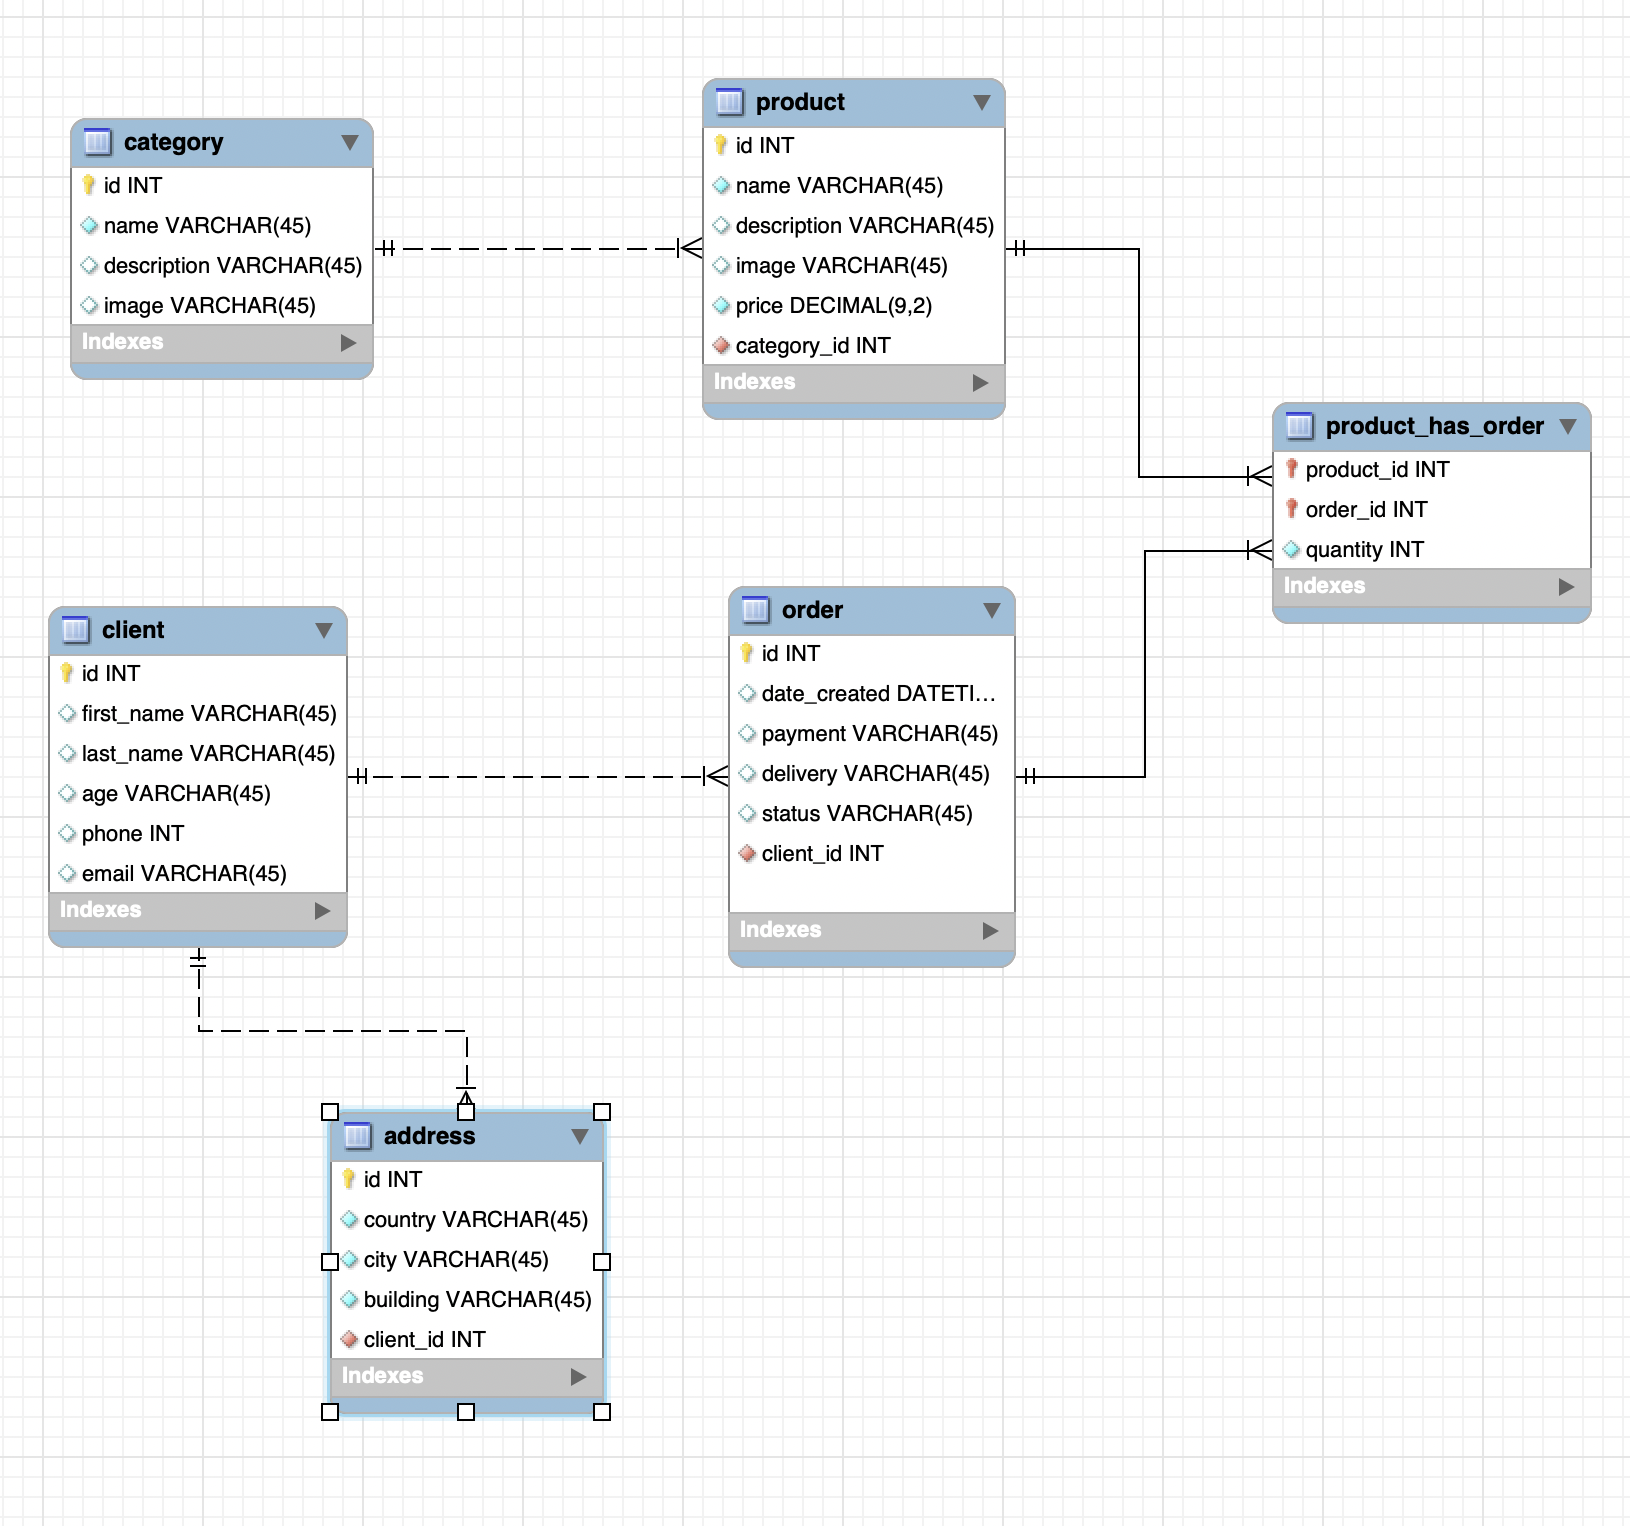 category
id INT
name VARCHAR(45)
description VARCHAR(45)
image VARCHAR(45)
Indexes
product
id INT
name VARCHAR(45)
description VARCHAR(45)
image VARCHAR(45)
price DECIMAL(9,2)
category_id INT
Indexes
product_has_order
product_id INT
order_id INT
quantity INT
Indexes
client
id INT
first_name VARCHAR(45)
last_name VARCHAR(45)
age VARCHAR(45)
phone INT
email VARCHAR(45)
Indexes
order
id INT
date_created DATETI...
payment VARCHAR(45)
delivery VARCHAR(45)
status VARCHAR(45)
client_id INT
Indexes
address
id INT
country VARCHAR(45)
city VARCHAR(45)
building VARCHAR(45)
client_id INT
Indexes